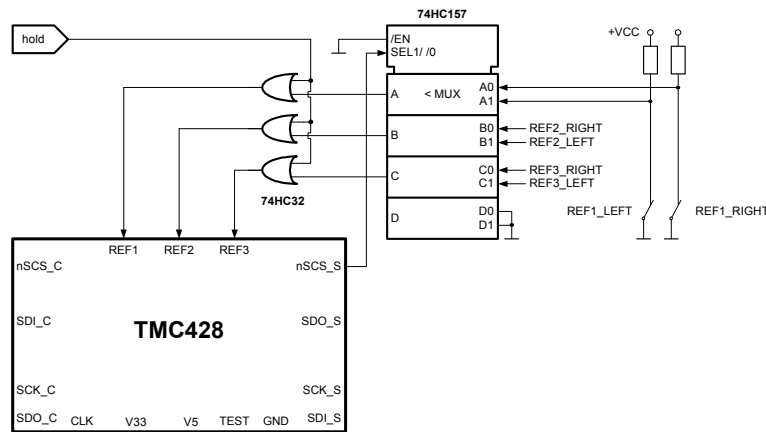 74HC157
hold
/EN
SEL1/ /0
+VCC
A
< MUX
A0
A1
B
B0
REF2_RIGHT
B1
REF2_LEFT
C
C0
REF3_RIGHT
C1
REF3_LEFT
74HC32
D
D0
D1
REF1_LEFT
REF1_RIGHT
REF1
REF2
REF3
nSCS_C
nSCS_S
SDI_C
TMC428
SDO_S
SCK_C
SCK_S
SDO_C
CLK
V33
V5
TEST
GND
SDI_S